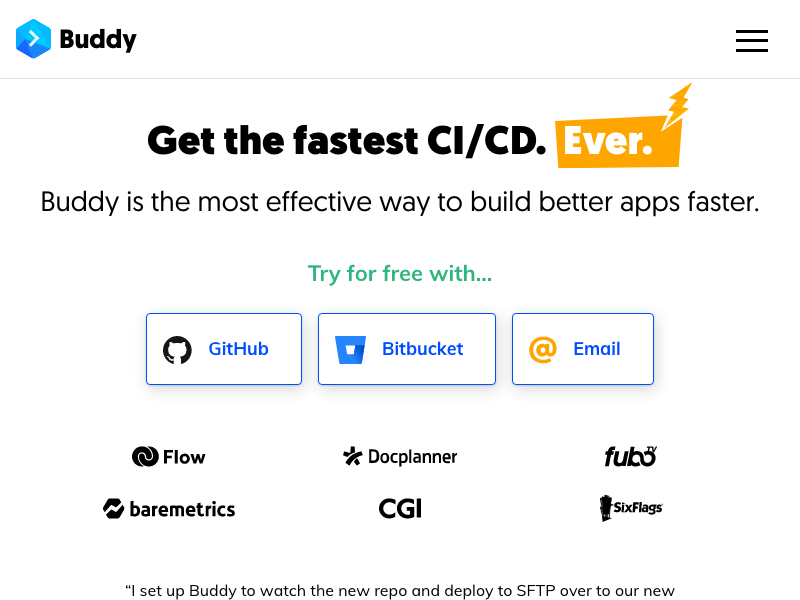 Buddy
Get the fastest CI/CD. Ever.
Buddy is the most effective way to build better apps faster.
Try for free with...
GitHub
Bitbucket
@ Email
Flow
Docplanner
fubo TV
baremetrics
CGI
SixFlags
“I set up Buddy to watch the new repo and deploy to SFTP over to our new